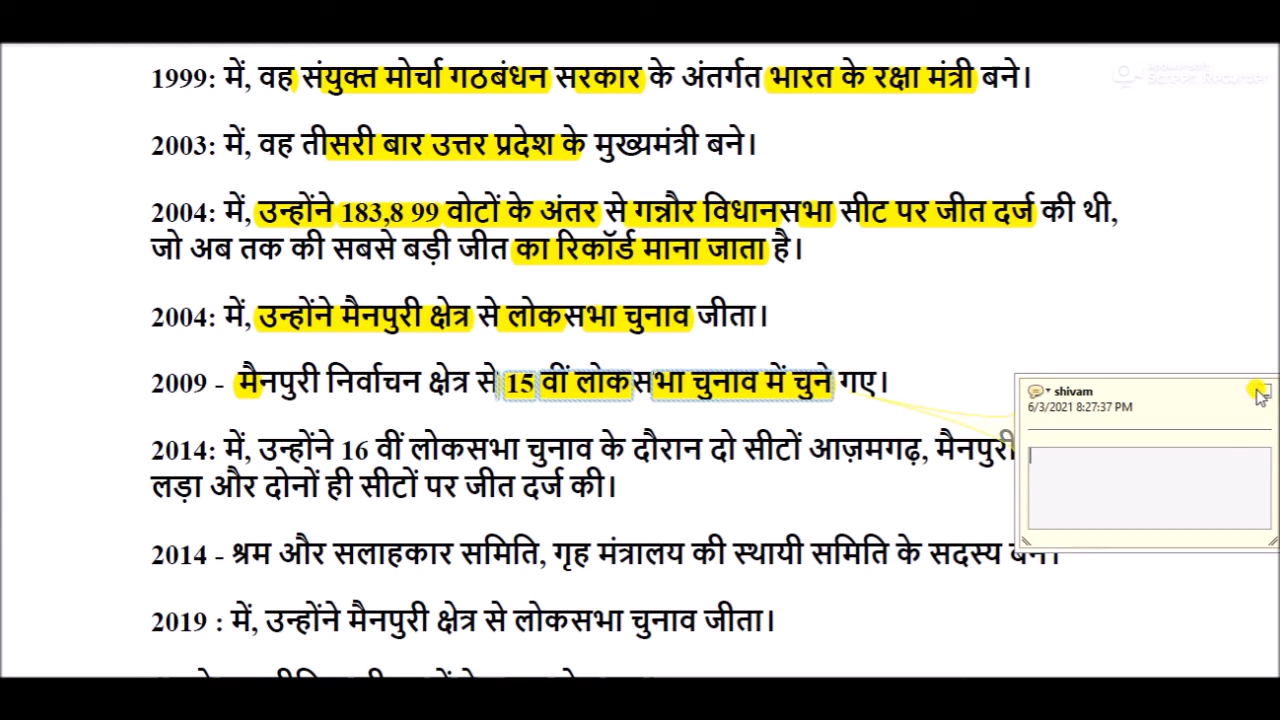 1999: में, वह संयुक्त मोर्चा गठबंधन सरकार के अंतर्गत भारत के रक्षा मंत्री बने।
Apowersoft
Screen Recorder
2003: में, वह तीसरी बार उत्तर प्रदेश के मुख्यमंत्री बने।
2004: में, उन्होंने 183,8 99 वोटों के अंतर से गन्नौर विधानसभा सीट पर जीत दर्ज की थी,
जो अब तक की सबसे बड़ी जीत का रिकॉर्ड माना जाता है।
2004: में, उन्होंने मैनपुरी क्षेत्र से लोकसभा चुनाव जीता।
2009 - मैनपुरी निर्वाचन क्षेत्र से 15 वीं लोकसभा चुनाव में चुने गए।
shivam
6/3/2021 8:27:37 PM
2014: में, उन्होंने 16 वीं लोकसभा चुनाव के दौरान दो सीटों आज़मगढ़, मैनपुरी
लड़ा और दोनों ही सीटों पर जीत दर्ज की।
2014 - श्रम और सलाहकार समिति, गृह मंत्रालय की स्थायी समिति के सदस्य बने।
2019 : में, उन्होंने मैनपुरी क्षेत्र से लोकसभा चुनाव जीता।